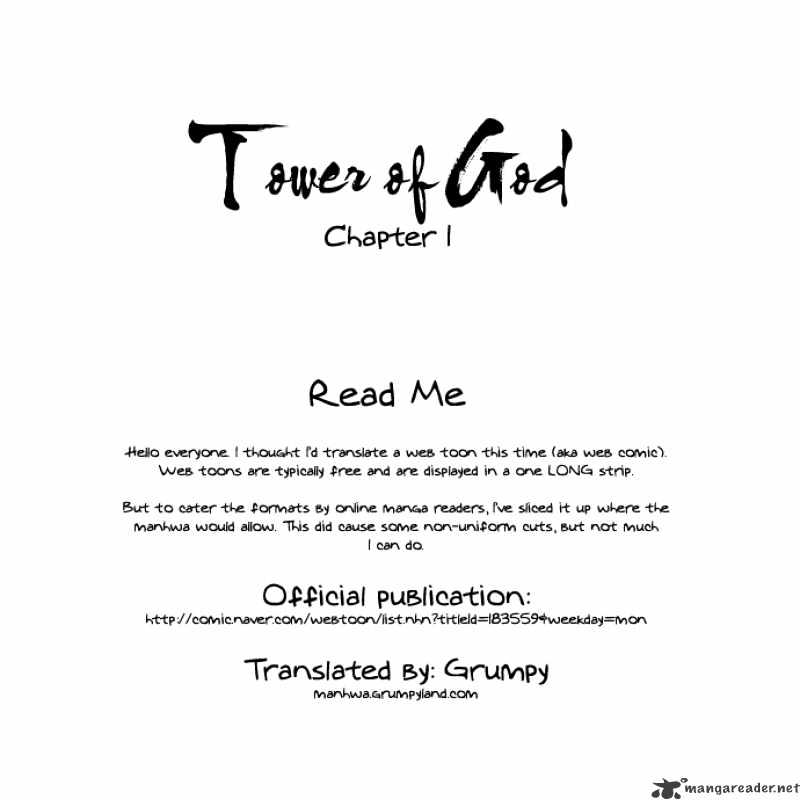 Tower of God
Chapter 1
Read Me
Hello everyone. I thought I'd translate a web toon this time (aka web comic).
Web toons are typically free and are displayed in a one LONG strip.
But to cater the formats by online manga readers, I've sliced it up where the
manhwa would allow. This did cause some non-uniform cuts, but not much
I can do.
Official publication:
http://comic.naver.com/webtoon/list.nhn?titleId=183559&weekday=mon
Translated by: Grumpy
manhwa.grumpyland.com
mangareader.net